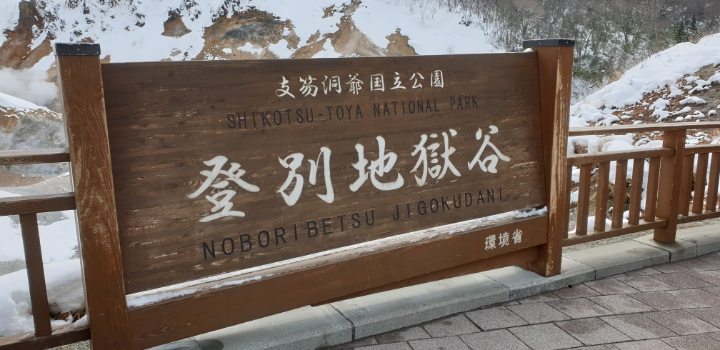 支笏洞爺国立公園
SHIKOTSU-TOYA NATIONAL PARK
登別地獄谷
NOBORIBETSU JIGOKUDANI
環境省